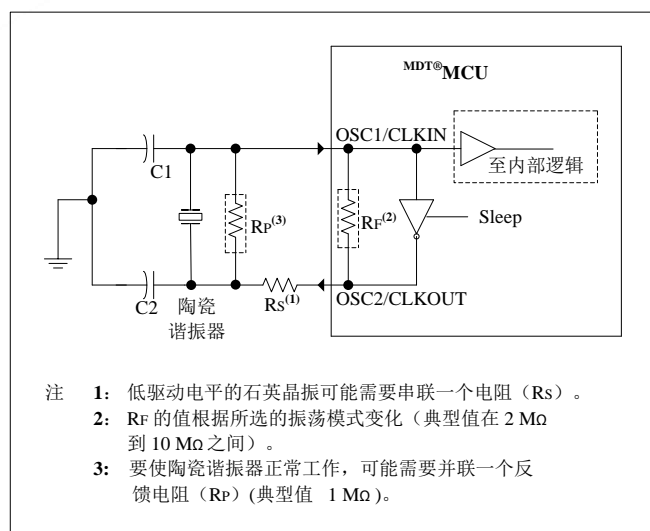 MDT®MCU
OSC1/CLKIN
C1
至内部逻辑
RP(3)
RF(2)
Sleep
C2
陶瓷
谐振器
RS(1)
OSC2/CLKOUT
注 1: 低驱动电平的石英晶振可能需要串联一个电阻（Rs）。
2: RF 的值根据所选的振荡模式变化（典型值在 2 MΩ
到 10 MΩ 之间）。
3: 要使陶瓷谐振器正常工作，可能需要并联一个反
馈电阻（RP）(典型值 1 MΩ )。